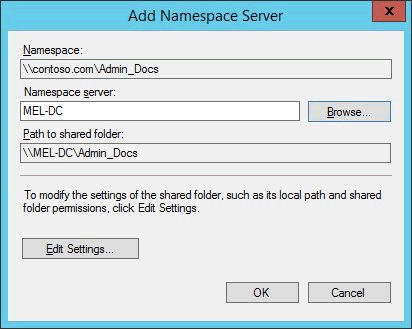 Add Namespace Server
x
Namespace:
\\contoso.com\Admin_Docs
Namespace server:
MEL-DC
Browse...
Path to shared folder:
\\MEL-DC\Admin_Docs
To modify the settings of the shared folder, such as its local path and shared
folder permissions, click Edit Settings.
Edit Settings...
OK
Cancel